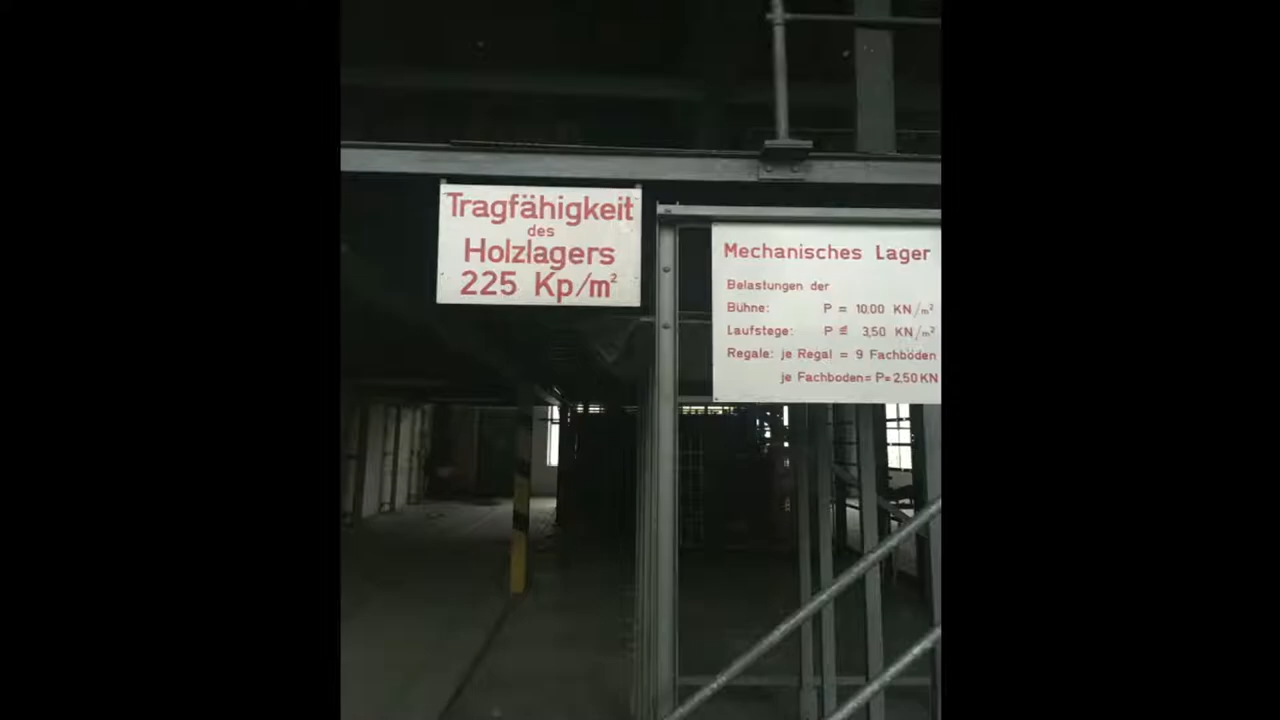 Tragfähigkeit
des
Holzlagers
225 Kp/m²
Mechanisches Lager
Belastungen der
Bühne: P = 10,00 KN/m²
Laufstege: P ≤ 3,50 KN/m²
Regale: je Regal = 9 Fachböden
je Fachboden = P = 2,50 KN